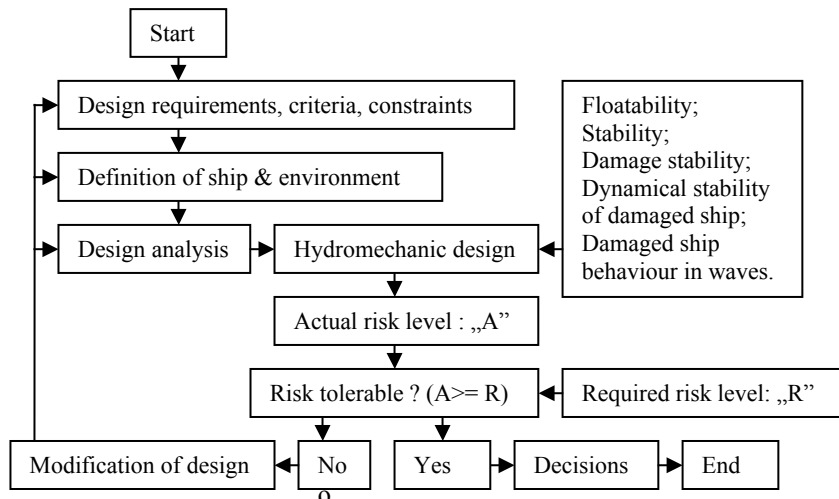 Start
Design requirements, criteria, constraints
Definition of ship & environment
Design analysis
Hydromechanic design
Floatability;
Stability;
Damage stability;
Dynamical stability
of damaged ship;
Damaged ship
behaviour in waves.
Actual risk level : „A”
Risk tolerable ? (A>= R)
Required risk level: „R”
Modification of design
No
Yes
Decisions
End